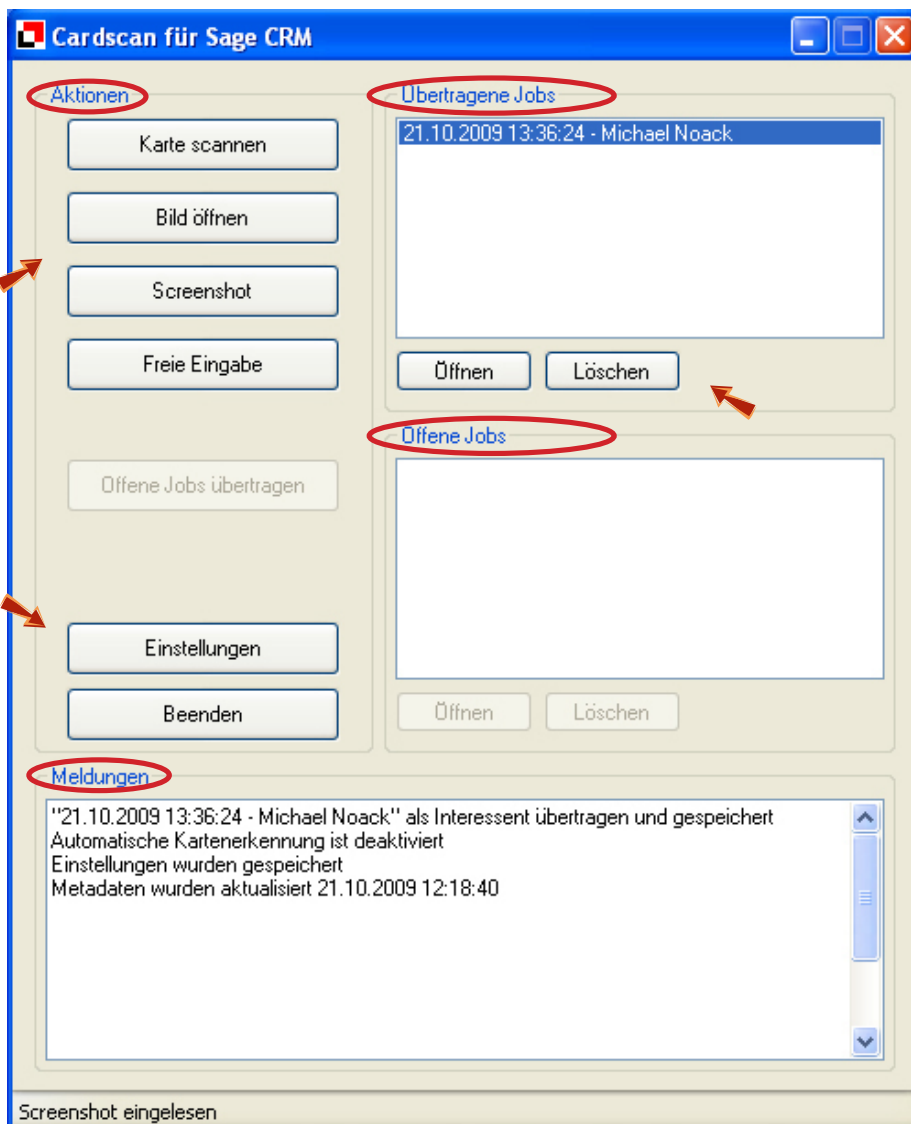 Cardscan für Sage CRM
Aktionen
Karte scannen
Bild öffnen
Screenshot
Freie Eingabe
Offene Jobs übertragen
Einstellungen
Beenden
Übertragene Jobs
21.10.2009 13:36:24 - Michael Noack
Öffnen
Löschen
Offene Jobs
Öffnen
Löschen
Meldungen
"21.10.2009 13:36:24 - Michael Noack" als Interessent übertragen und gespeichert
Automatische Kartenerkennung ist deaktiviert
Einstellungen wurden gespeichert
Metadaten wurden aktualisiert 21.10.2009 12:18:40
Screenshot eingelesen